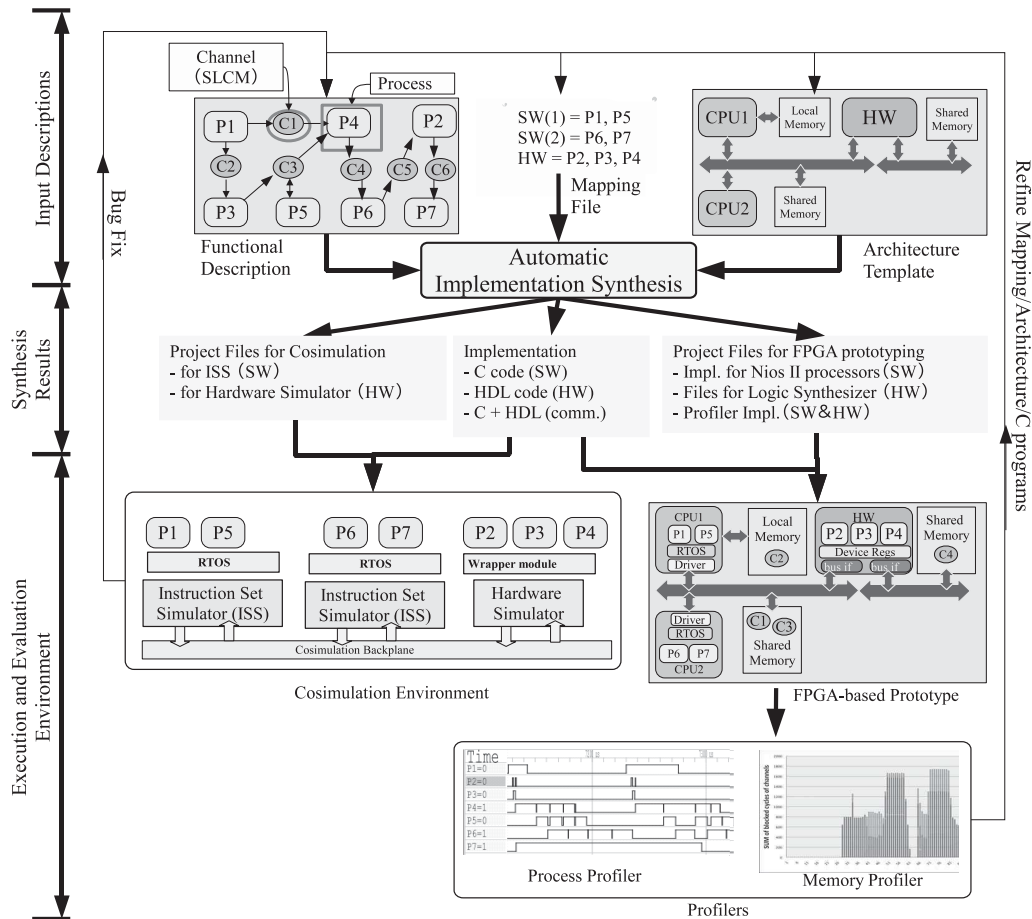 Input Descriptions
Synthesis
Results
Execution and Evaluation
Environment
Bug Fix
Refine Mapping/Architecture/C programs
Channel
(SLCM)
Process
P1
C1
P4
P2
C2
C3
C4
C5
C6
P3
P5
P6
P7
Functional
Description
SW(1) = P1, P5
SW(2) = P6, P7
HW = P2, P3, P4
Mapping
File
CPU1
Local
Memory
HW
Shared
Memory
CPU2
Shared
Memory
Architecture
Template
Automatic
Implementation Synthesis
Project Files for Cosimulation
- for ISS (SW)
- for Hardware Simulator (HW)
Implementation
- C code (SW)
- HDL code (HW)
- C + HDL (comm.)
Project Files for FPGA prototyping
- Impl. for Nios II processors(SW)
- Files for Logic Synthesizer (HW)
- Profiler Impl.(SW&HW)
P1 P5
RTOS
Instruction Set
Simulator (ISS)
P6 P7
RTOS
Instruction Set
Simulator (ISS)
P2 P3 P4
Wrapper module
Hardware
Simulator
Cosimulation Backplane
Cosimulation Environment
CPU1
P1 P5
RTOS
Driver
Local
Memory
C2
HW
P2 P3 P4
Device Regs
bus if bus if
Shared
Memory
C4
Driver
RTOS
P6 P7
CPU2
C1 C3
Shared
Memory
FPGA-based Prototype
Time
P1=0
P2=0
P3=0
P4=1
P5=0
P6=1
P7=1
Process Profiler
SUM of blocked cycles of channels
Memory Profiler
Profilers